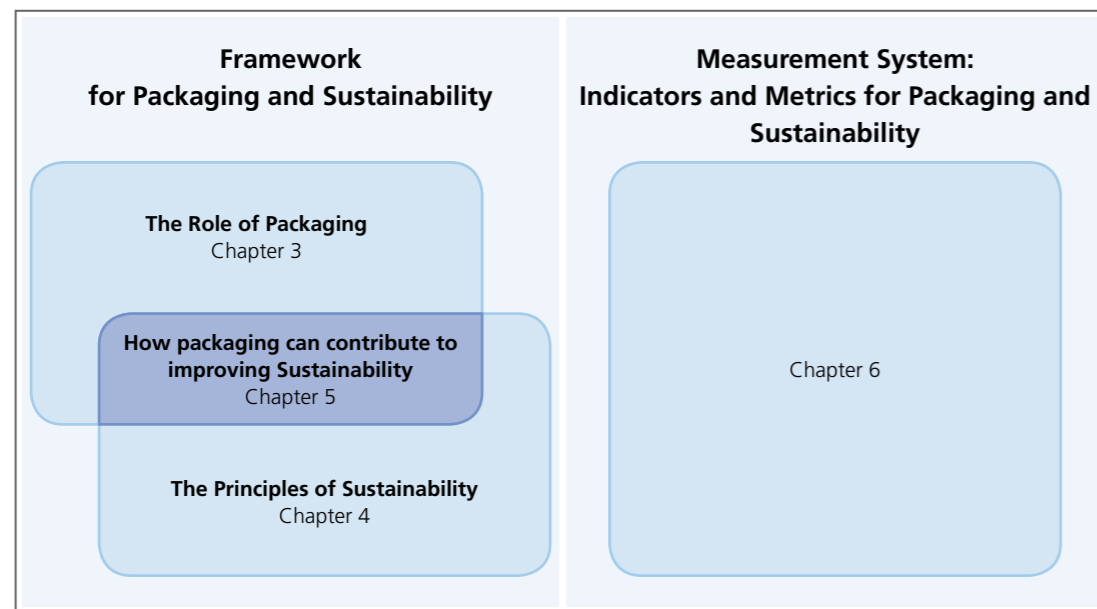 Framework
for Packaging and Sustainability
The Role of Packaging
Chapter 3
How packaging can contribute to
improving Sustainability
Chapter 5
The Principles of Sustainability
Chapter 4
Measurement System:
Indicators and Metrics for Packaging and
Sustainability
Chapter 6